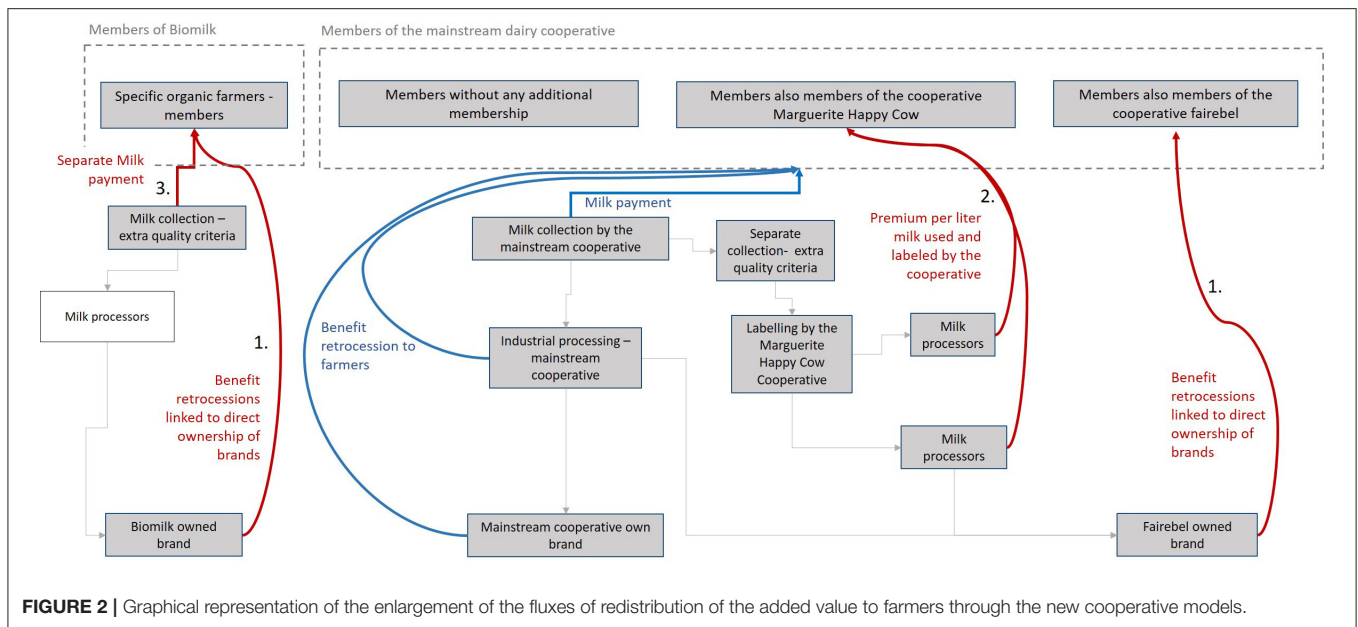 Members of Biomilk
Members of the mainstream dairy cooperative
Specific organic farmers -
members
Members without any additional
membership
Members also members of the cooperative
Marguerite Happy Cow
Members also members of the
cooperative fairebel
Separate Milk
payment
3.
Milk collection –
extra quality criteria
Milk processors
1.
Benefit
retrocessions
linked to direct
ownership of
brands
Biomilk owned
brand
Milk payment
Milk collection by the
mainstream cooperative
Separate
collection- extra
quality criteria
Benefit
retrocession to
farmers
Industrial processing –
mainstream
cooperative
Labelling by the
Marguerite
Happy Cow
Cooperative
2.
Premium per liter
milk used and
labeled by the
cooperative
Milk
processors
Milk
processors
Mainstream cooperative own
brand
1.
Benefit
retrocessions
linked to direct
ownership of
brands
Fairebel owned
brand
FIGURE 2 | Graphical representation of the enlargement of the fluxes of redistribution of the added value to farmers through the new cooperative models.